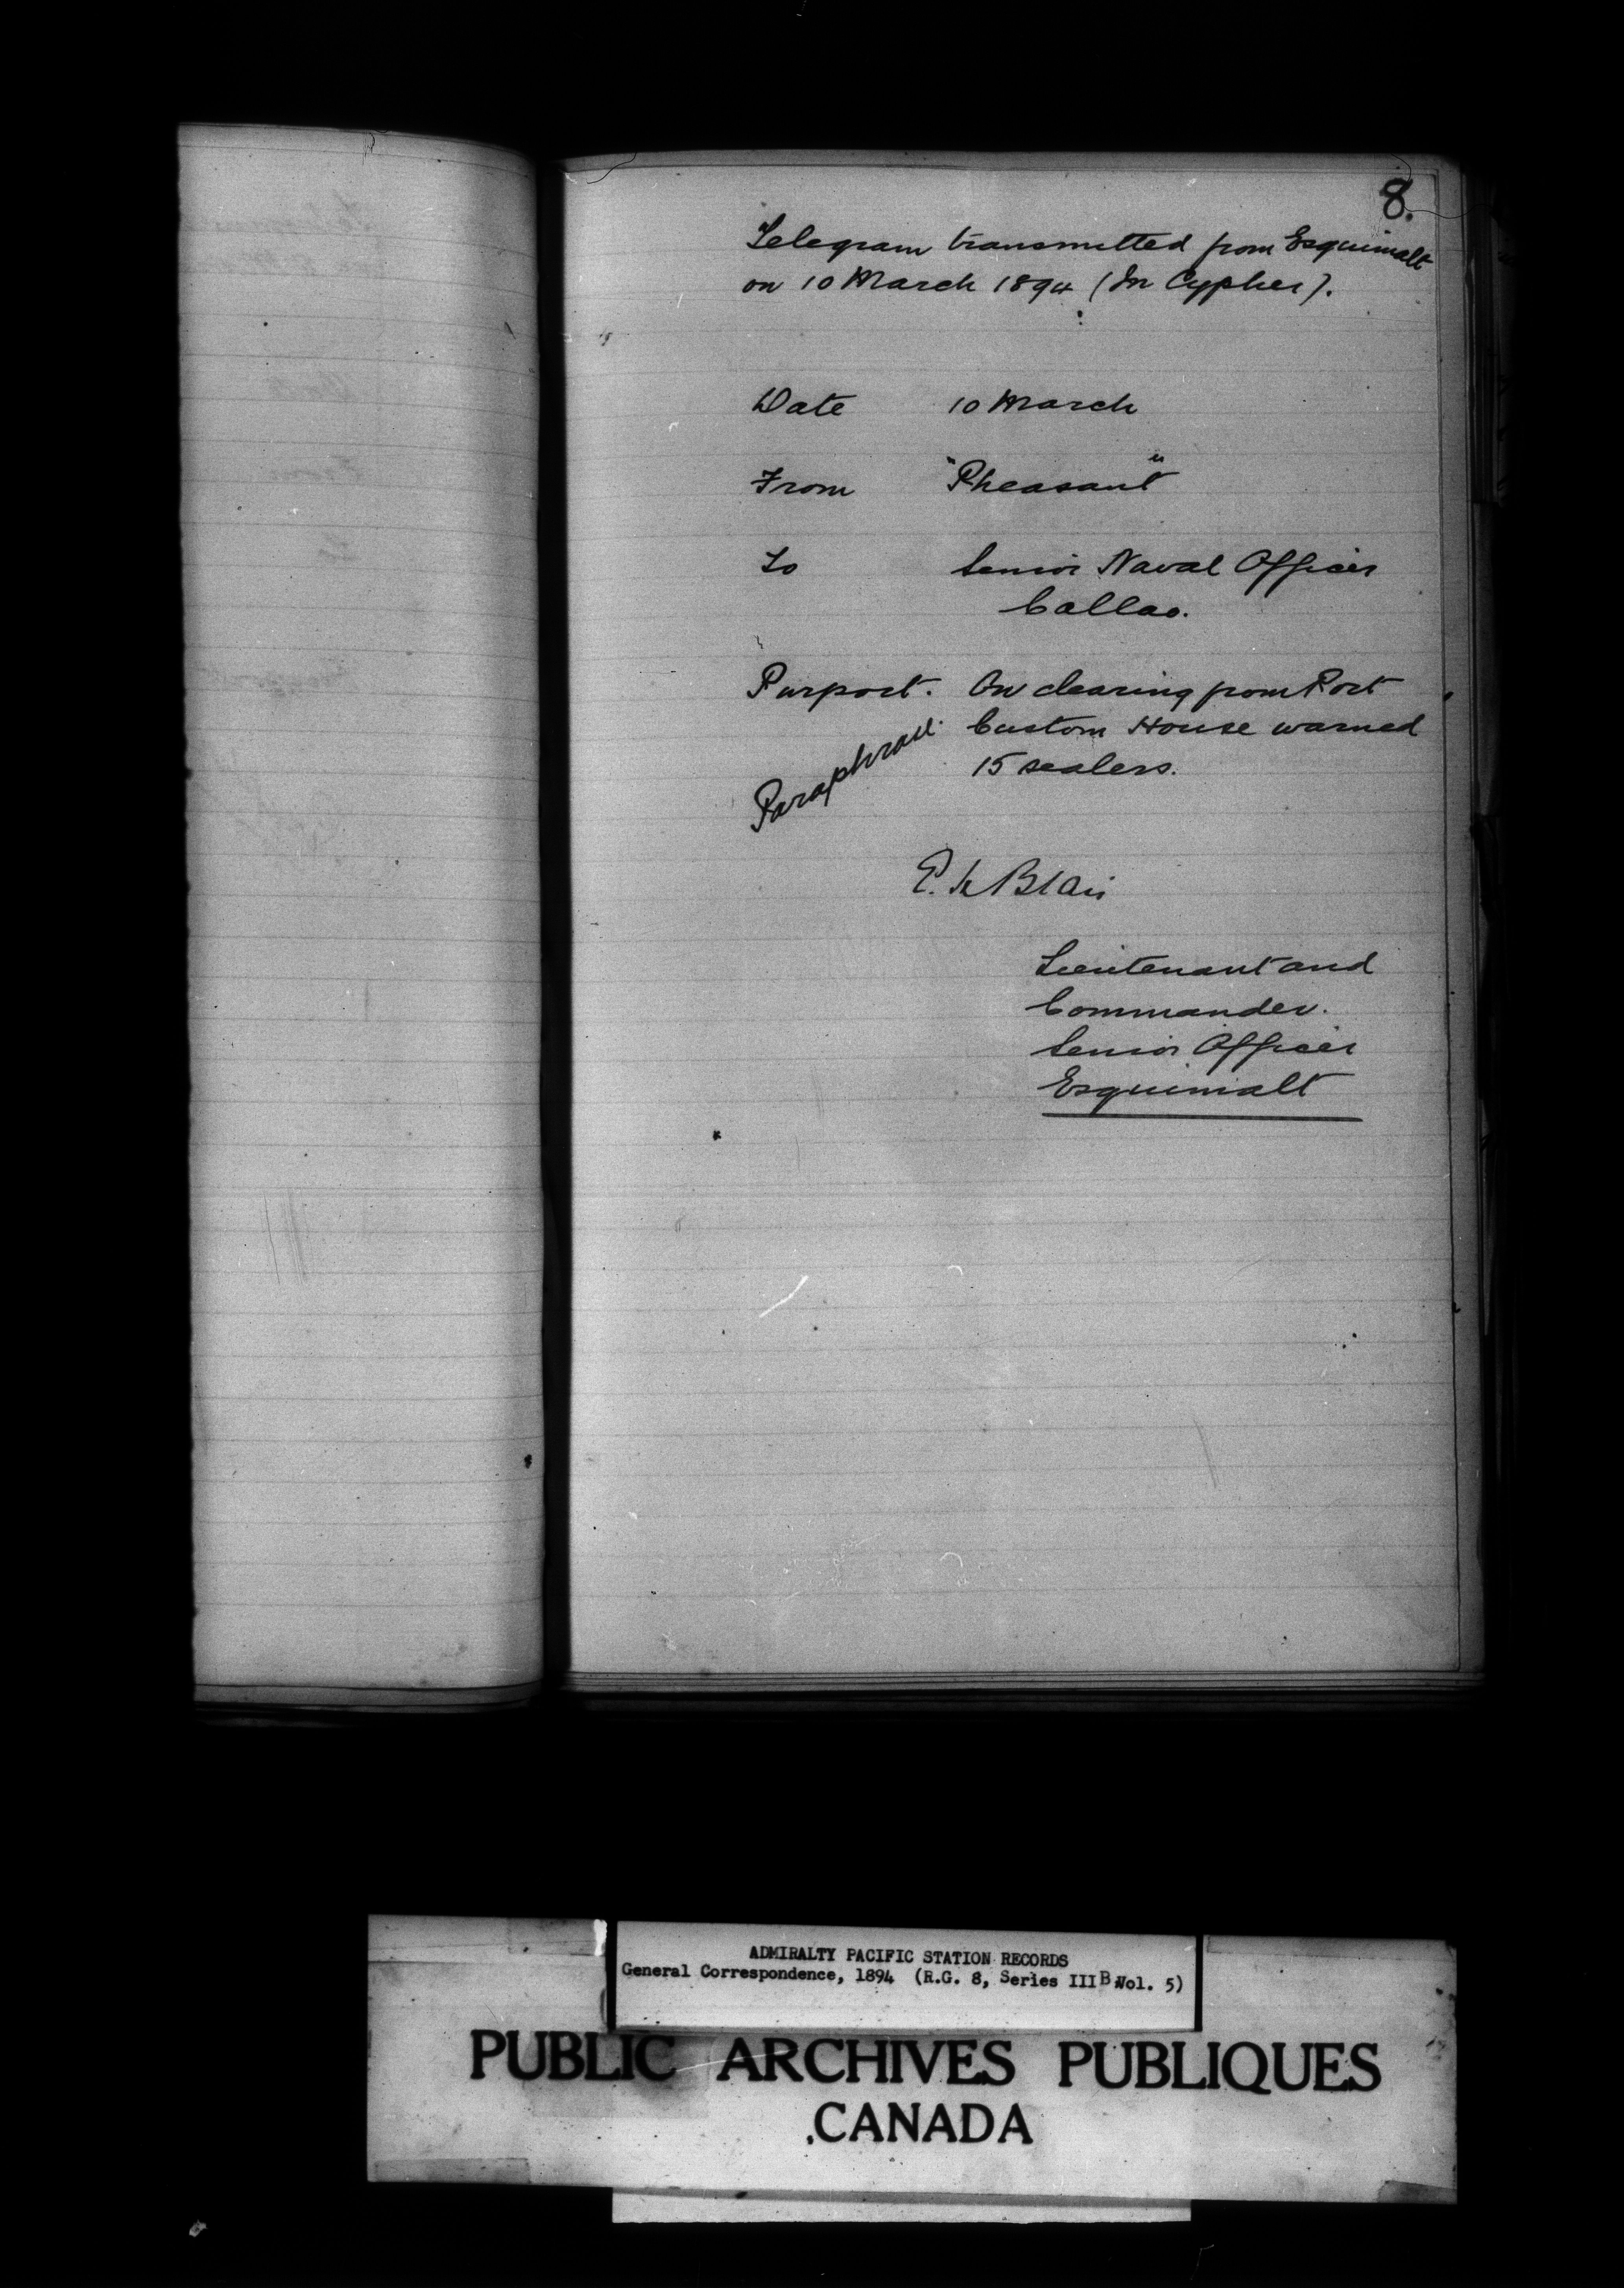 8.
Telegram transmitted from Esquimalt
on 10 March 1894 (In Cypher).
Date 10 March
From "Pheasant"
To Senior Naval Officer
Callao.
Purport. On clearing from Port
Custom House warned
15 sealers.
Paraphrase.
Blair
Lieutenant and
Commander.
Senior Officer
Esquimalt
ADMIRALTY PACIFIC STATION RECORDS
General Correspondence, 1894 (R.G. 8, Series III B Vol. 5)
PUBLIC ARCHIVES PUBLIQUES
CANADA